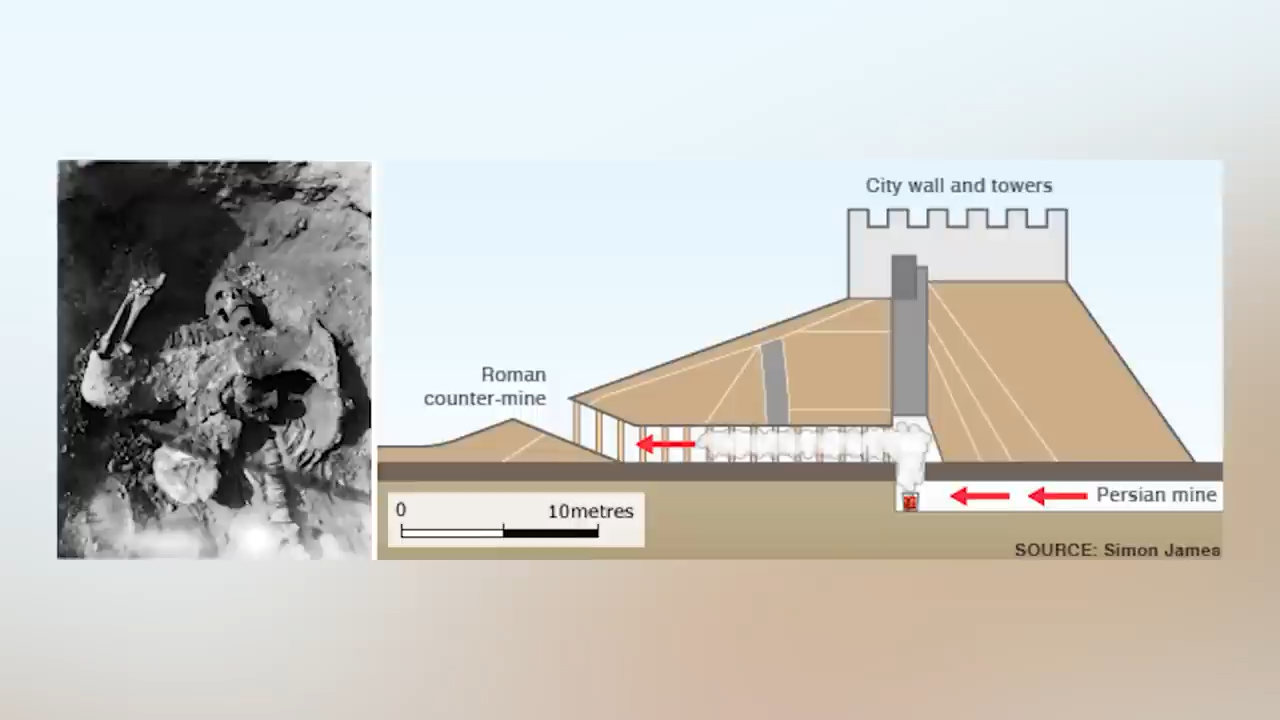 City wall and towers
Roman
counter-mine
0 10metres
Persian mine
SOURCE: Simon James